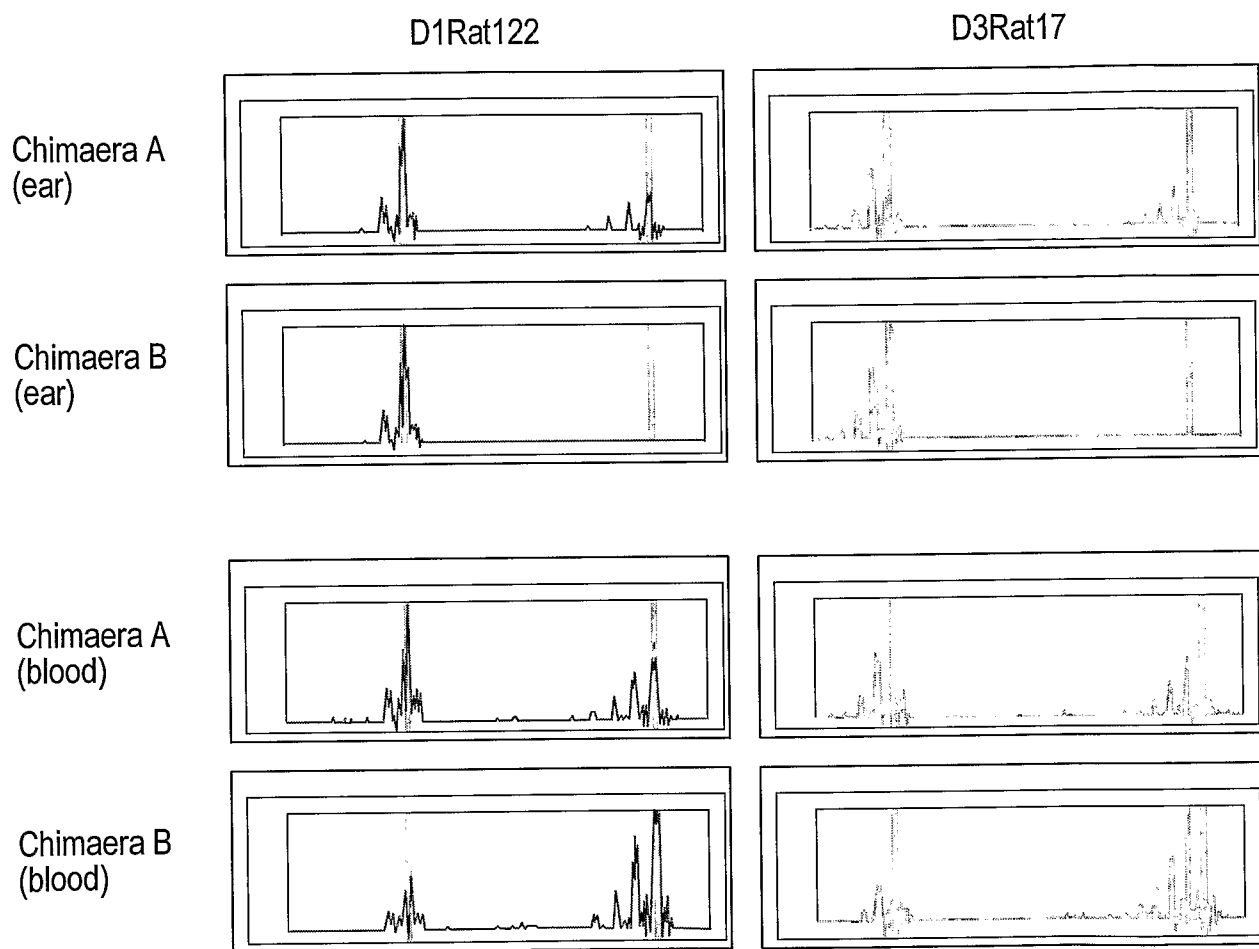 D1Rat122
D3Rat17
Chimaera A
(ear)
Chimaera B
(ear)
Chimaera A
(blood)
Chimaera B
(blood)